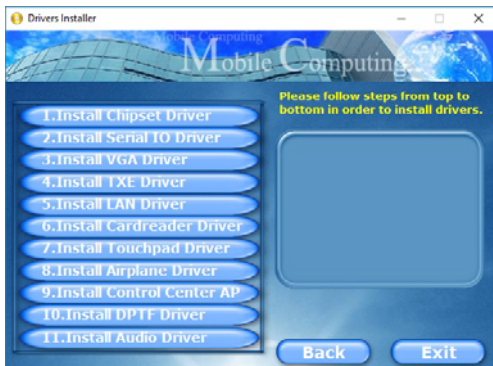 Drivers Installer
Mobile Computing
Mobile Computing
Please follow steps from top to
bottom in order to install drivers.
1.Install Chipset Driver
2.Install Serial IO Driver
3.Install VGA Driver
4.Install TXE Driver
5.Install LAN Driver
6.Install Cardreader Driver
7.Install Touchpad Driver
8.Install Airplane Driver
9.Install Control Center AP
10.Install DPTF Driver
11.Install Audio Driver
Back
Exit